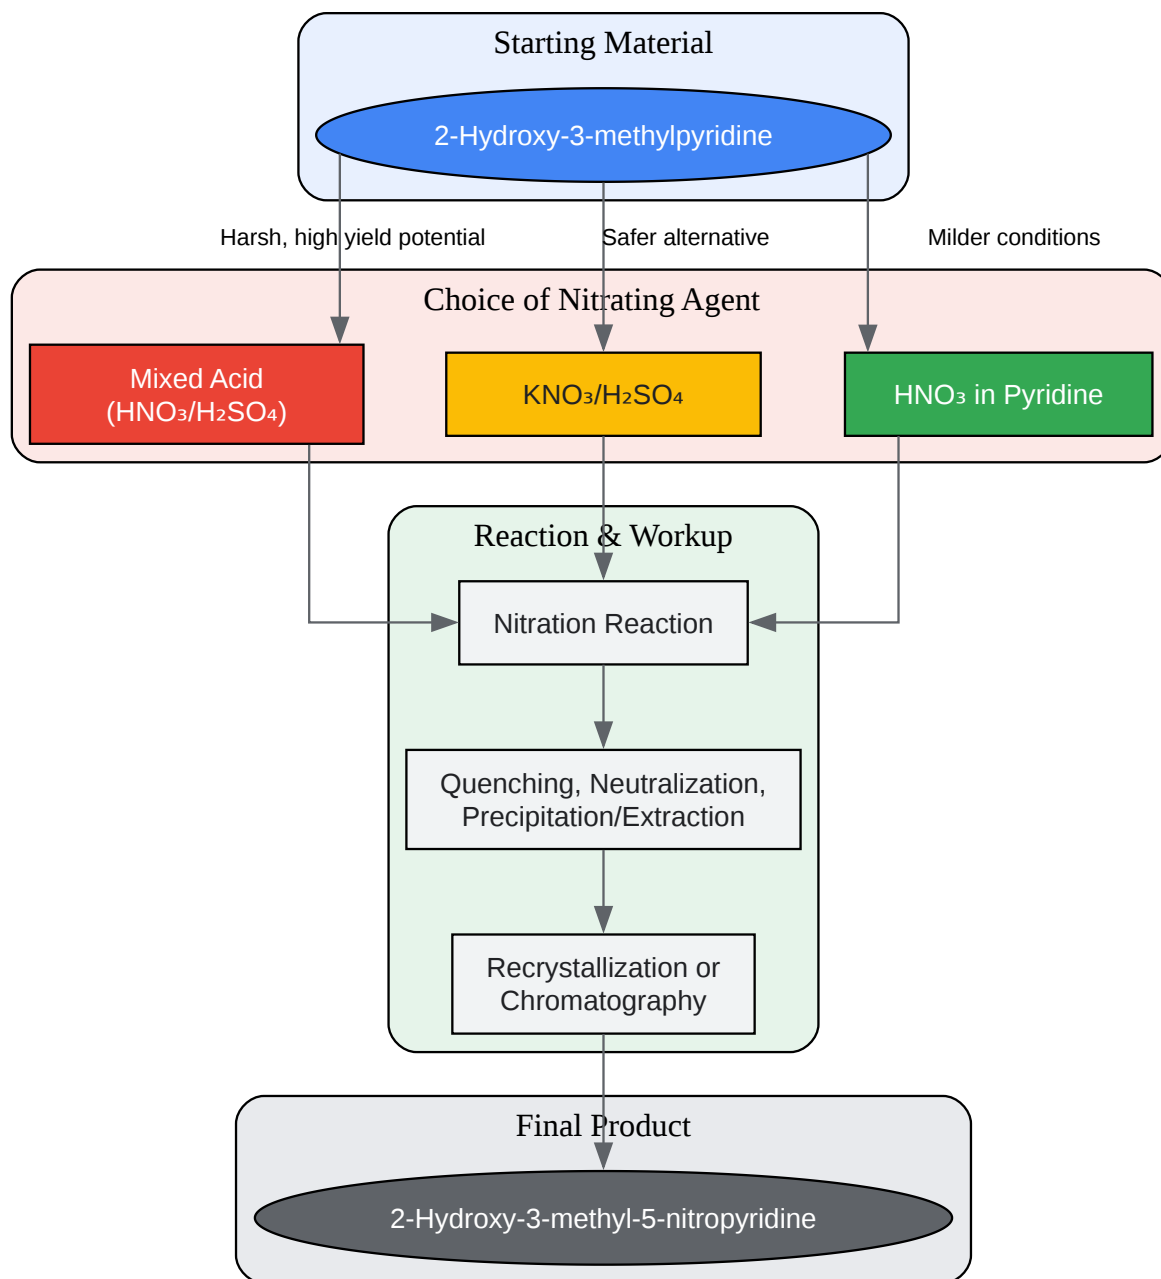 Starting Material
2-Hydroxy-3-methylpyridine
Harsh, high yield potential
Safer alternative
Milder conditions
Choice of Nitrating Agent
Mixed Acid
(HNO₃/H₂SO₄)
KNO₃/H₂SO₄
HNO₃ in Pyridine
Reaction & Workup
Nitration Reaction
Quenching, Neutralization,
Precipitation/Extraction
Recrystallization or
Chromatography
Final Product
2-Hydroxy-3-methyl-5-nitropyridine